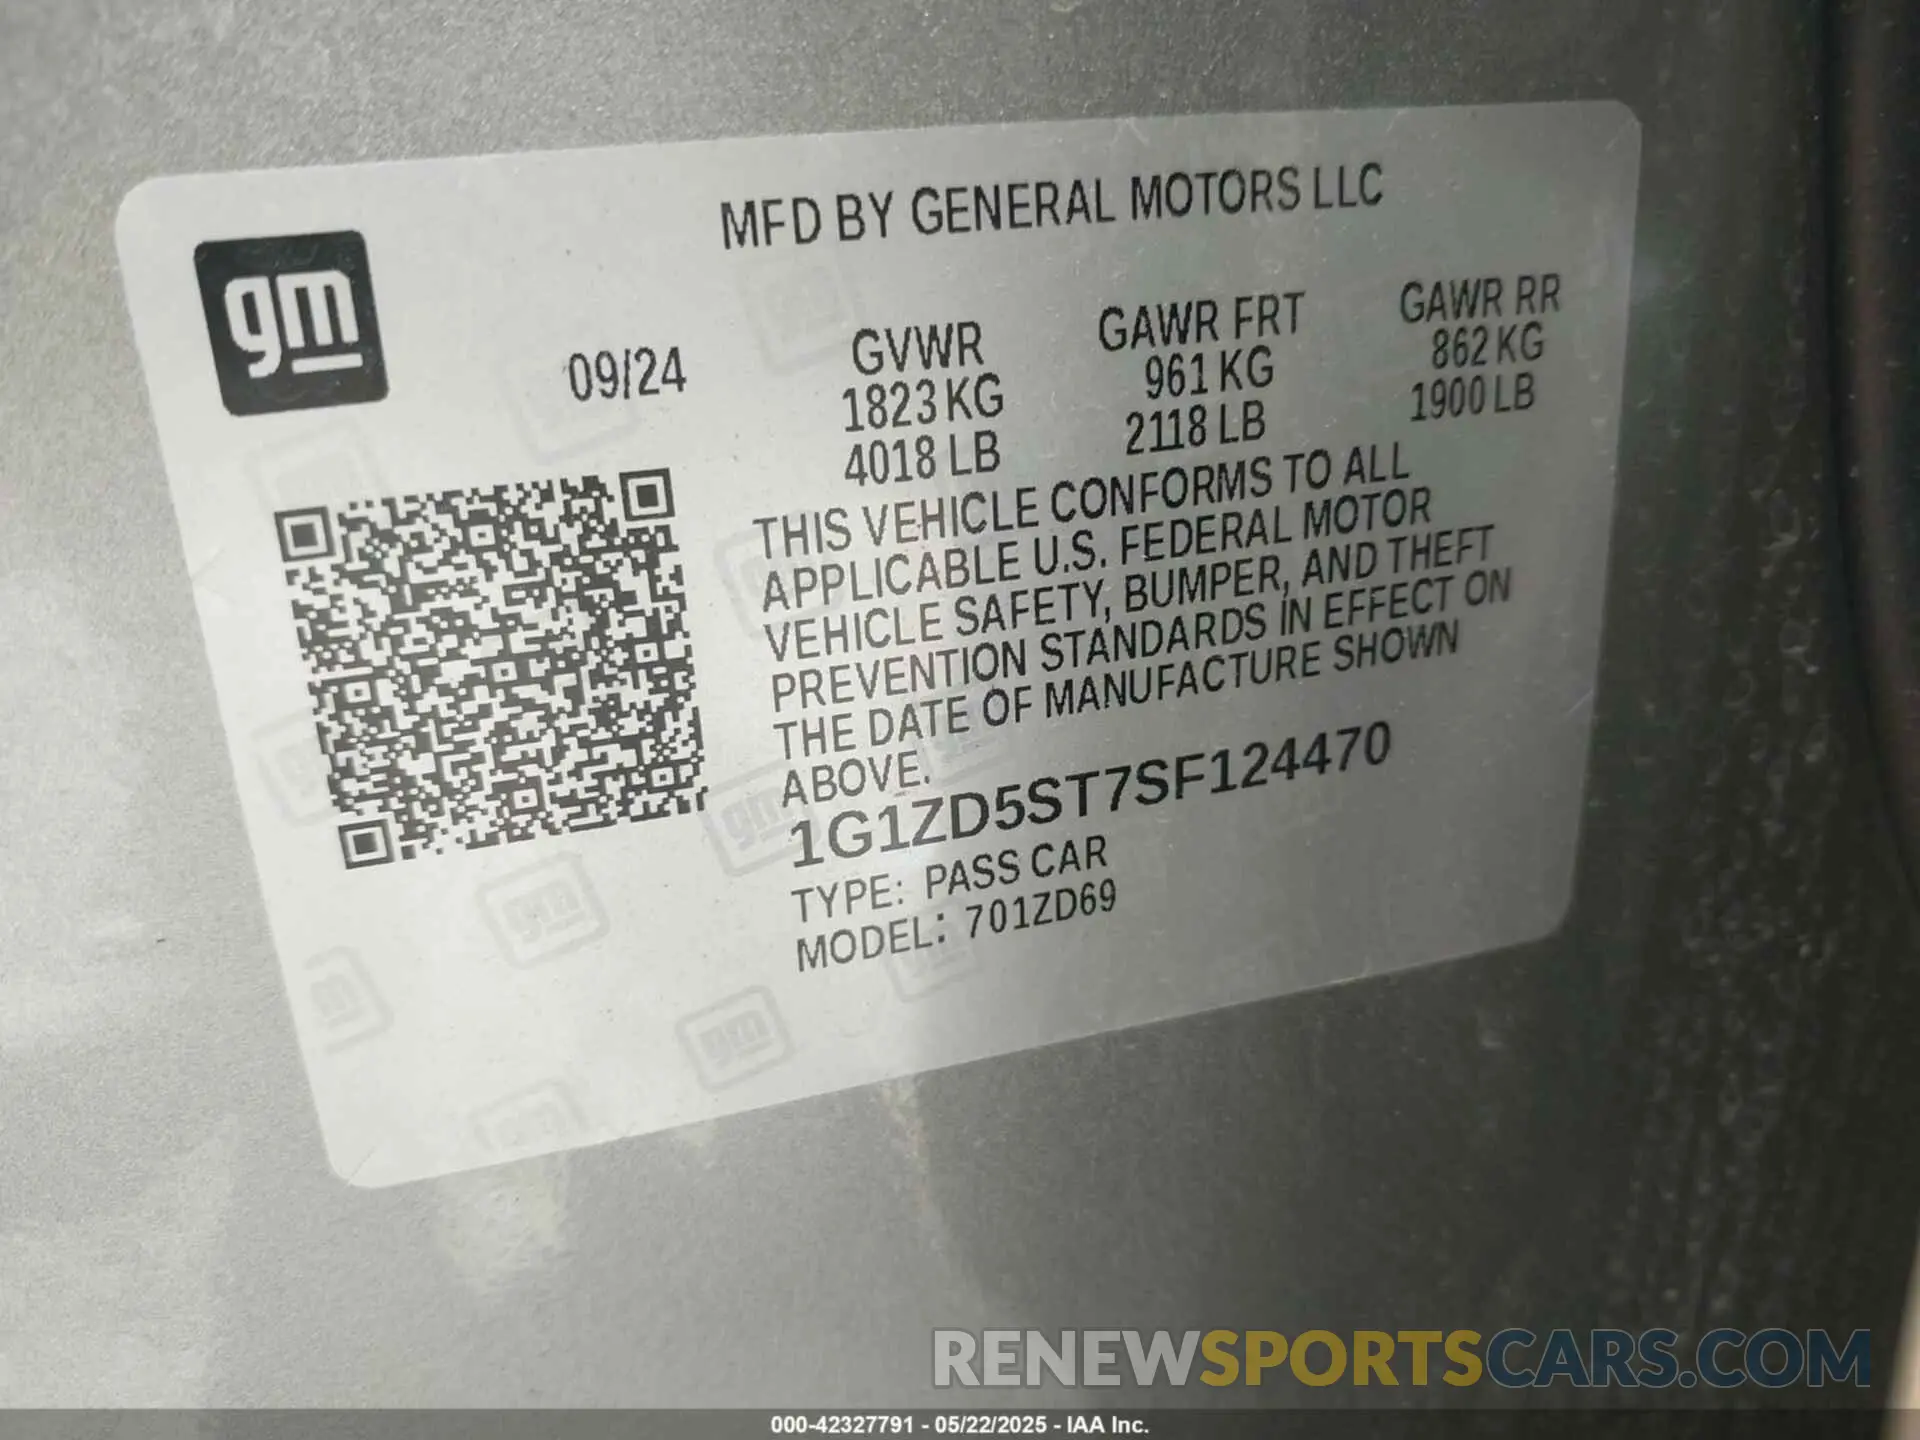 MFD BY GENERAL MOTORS LLC
gm
09/24
GVWR GAWR FRT GAWR RR
1823 KG 961 KG 862 KG
4018 LB 2118 LB 1900 LB
THIS VEHICLE CONFORMS TO ALL
APPLICABLE U.S. FEDERAL MOTOR
VEHICLE SAFETY, BUMPER, AND THEFT
PREVENTION STANDARDS IN EFFECT ON
THE DATE OF MANUFACTURE SHOWN
ABOVE.
1G1ZD5ST7SF124470
TYPE: PASS CAR
MODEL: 701ZD69
gm
gm
gm
RENEWSPORTSCARS.COM
000-42327791 - 05/22/2025 - IAA Inc.